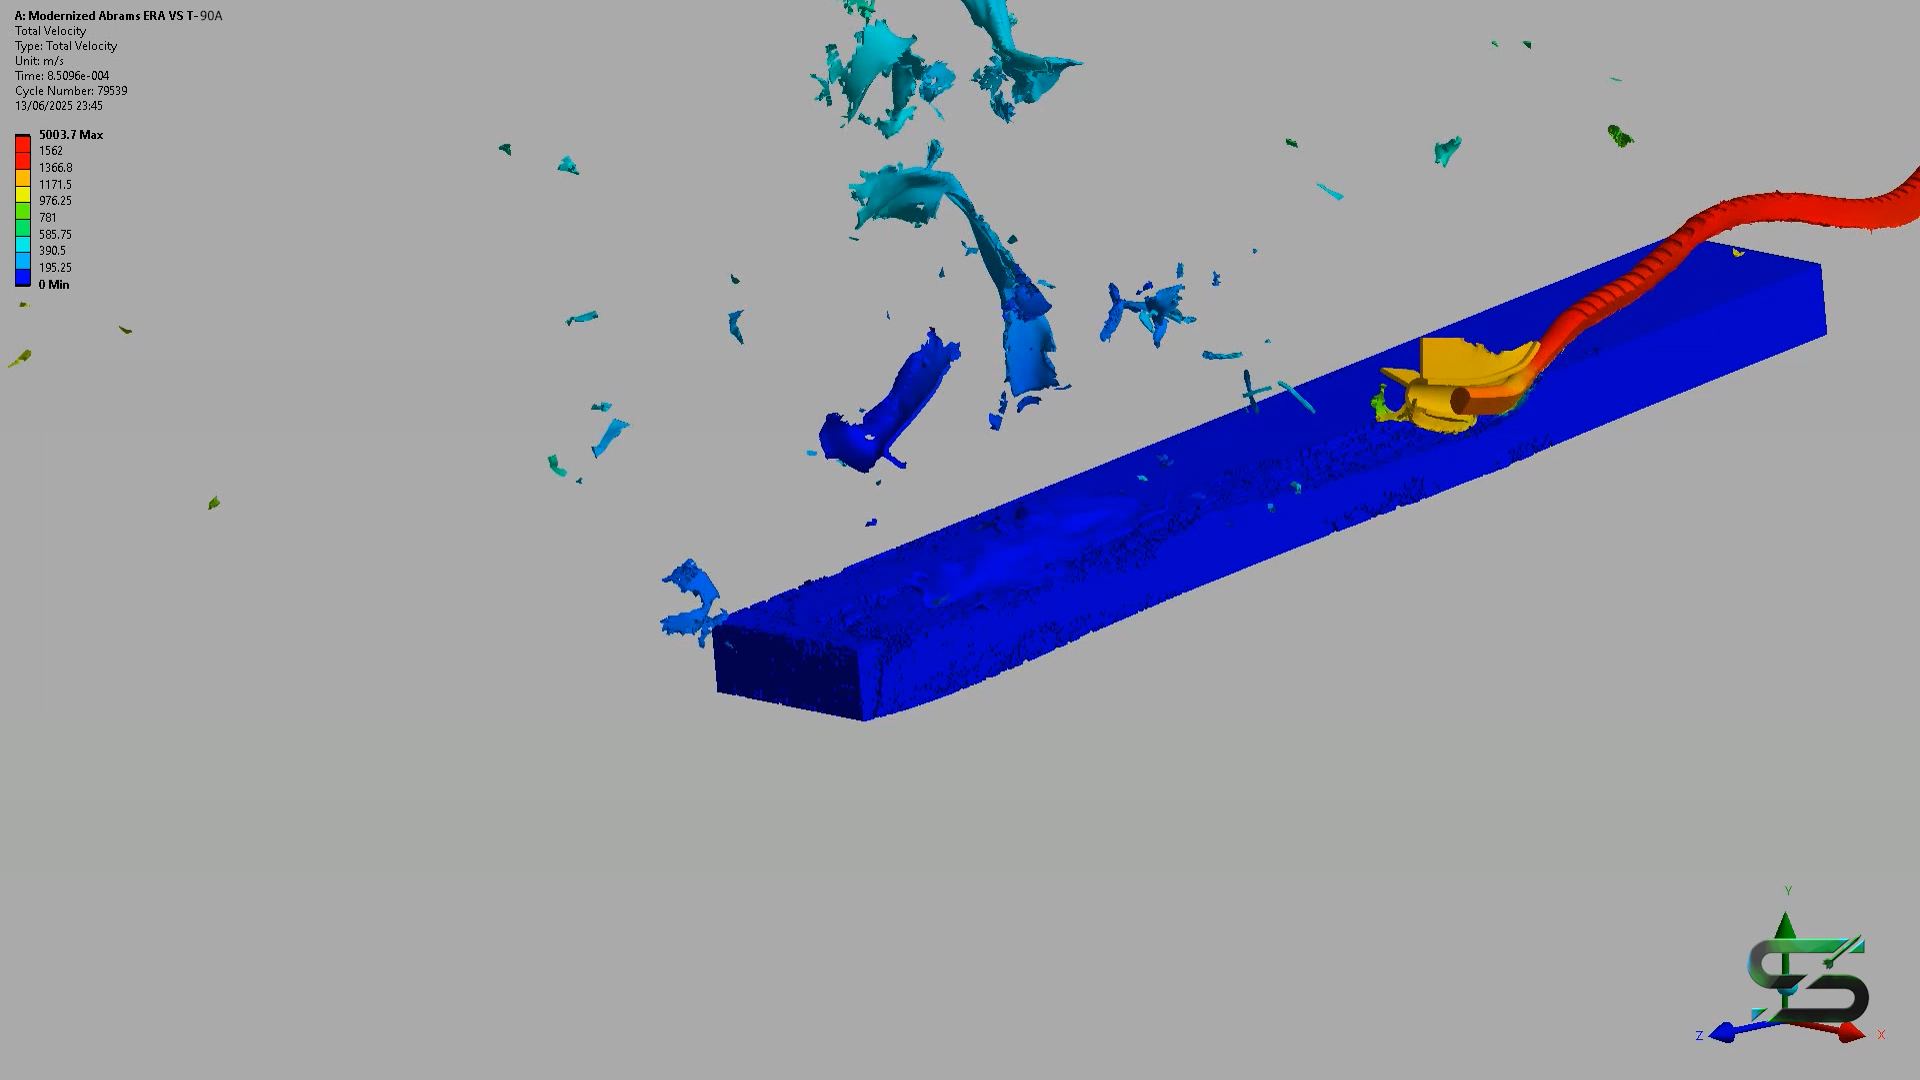 A: Modernized Abrams ERA VS T-90A
Total Velocity
Type: Total Velocity
Unit: m/s
Time: 8.5096e-004
Cycle Number: 79539
13/06/2025 23:45
5003.7 Max
1562
1366.8
1171.5
976.25
781
585.75
390.5
195.25
0 Min
Y
Z
X